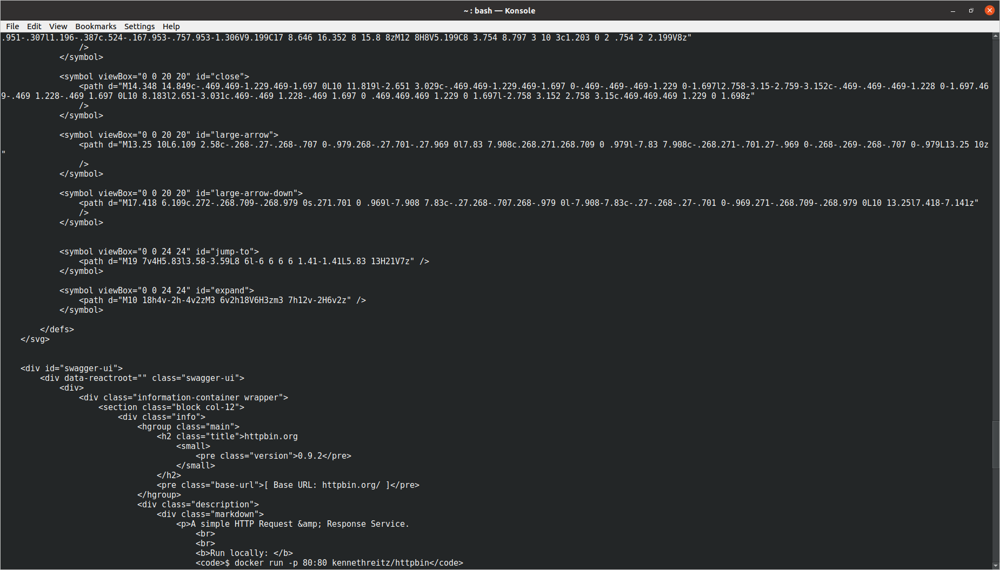 ~ : bash — Konsole
File Edit View Bookmarks Settings Help
.951-.307l1.196-.387c.524-.167.953-.757.953-1.306V9.199C17 8.646 16.352 8 15.8 8zM12 8H8V5.199C8 3.754 8.797 3 10 3c1.203 0 2 .754 2 2.199V8z"
/>
</symbol>
<symbol viewBox="0 0 20 20" id="close">
<path d="M14.348 14.849c-.469.469-1.229.469-1.697 0L10 11.819l-2.651 3.029c-.469.469-1.229.469-1.697 0-.469-.469-.469-1.229 0-1.697l2.758-3.15-2.759-3.152c-.469-.469-.469-1.228 0-1.697.46
9-.469 1.228-.469 1.697 0L10 8.183l2.651-3.031c.469-.469 1.228-.469 1.697 0 .469.469.469 1.229 0 1.697l-2.758 3.152 2.758 3.15c.469.469.469 1.229 0 1.698z"
/>
</symbol>
<symbol viewBox="0 0 20 20" id="large-arrow">
<path d="M13.25 10L6.109 2.58c-.268-.27-.268-.707 0-.979.268-.27.701-.27.969 0l7.83 7.908c.268.271.268.709 0 .979l-7.83 7.908c-.268.271-.701.27-.969 0-.268-.269-.268-.707 0-.979L13.25 10z
"
/>
</symbol>
<symbol viewBox="0 0 20 20" id="large-arrow-down">
<path d="M17.418 6.109c.272-.268.709-.268.979 0s.271.701 0 .969l-7.908 7.83c-.27.268-.707.268-.979 0l-7.908-7.83c-.27-.268-.27-.701 0-.969.271-.268.709-.268.979 0L10 13.25l7.418-7.141z"
/>
</symbol>
<symbol viewBox="0 0 24 24" id="jump-to">
<path d="M19 7v4H5.83l3.58-3.59L8 6l-6 6 6 6 1.41-1.41L5.83 13H21V7z" />
</symbol>
<symbol viewBox="0 0 24 24" id="expand">
<path d="M10 18h4v-2h-4v2zM3 6v2h18V6H3zm3 7h12v-2H6v2z" />
</symbol>
</defs>
</svg>
<div id="swagger-ui">
<div data-reactroot="" class="swagger-ui">
<div>
<div class="information-container wrapper">
<section class="block col-12">
<div class="info">
<hgroup class="main">
<h2 class="title">httpbin.org
<small>
<pre class="version">0.9.2</pre>
</small>
</h2>
<pre class="base-url">[ Base URL: httpbin.org/ ]</pre>
</hgroup>
<div class="description">
<div class="markdown">
<p>A simple HTTP Request &amp; Response Service.
<br>
<br>
<b>Run locally: </b>
<code>$ docker run -p 80:80 kennethreitz/httpbin</code>